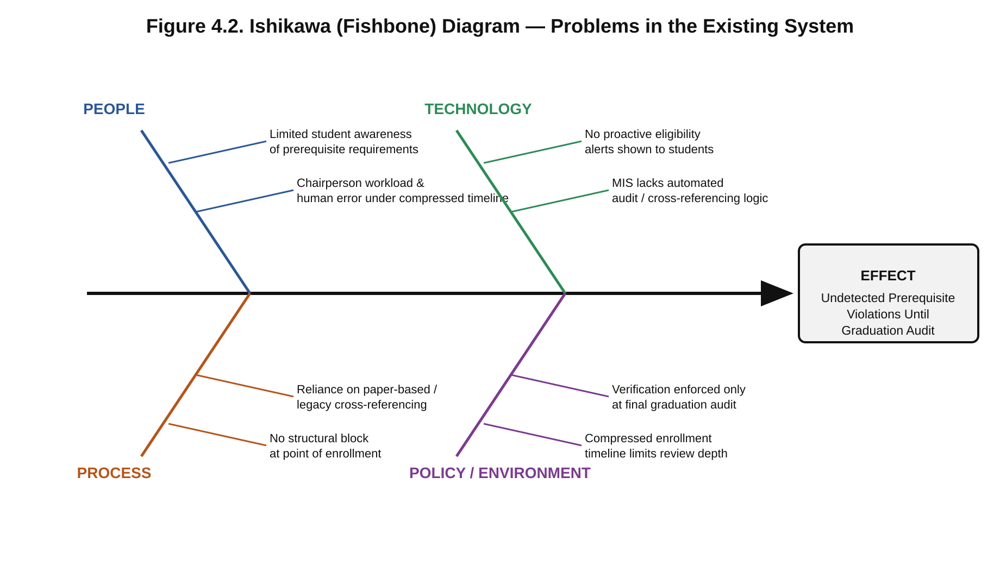 Figure 4.2. Ishikawa (Fishbone) Diagram — Problems in the Existing System
PEOPLE
Limited student awareness
of prerequisite requirements
Chairperson workload &
human error under compressed timeline
TECHNOLOGY
No proactive eligibility
alerts shown to students
MIS lacks automated
audit / cross-referencing logic
EFFECT
Undetected Prerequisite
Violations Until
Graduation Audit
Reliance on paper-based /
legacy cross-referencing
No structural block
at point of enrollment
PROCESS
Verification enforced only
at final graduation audit
Compressed enrollment
timeline limits review depth
POLICY / ENVIRONMENT